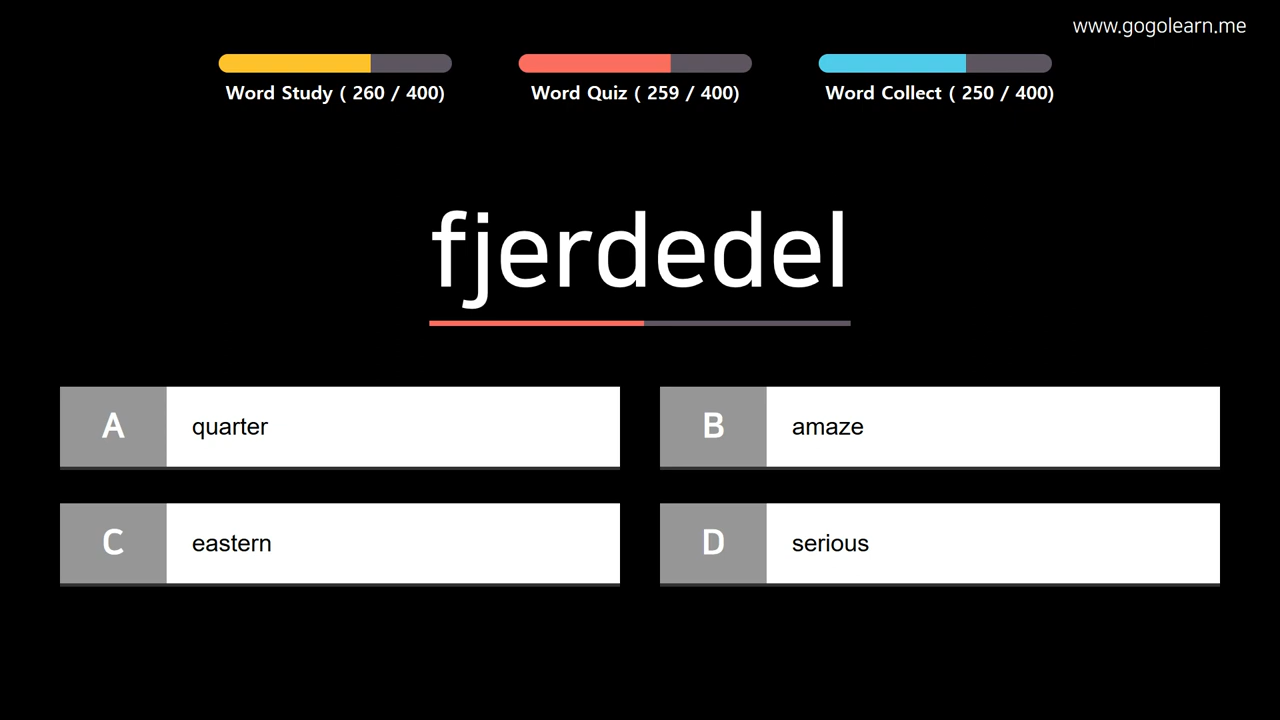 www.gogolearn.me
Word Study ( 260 / 400)
Word Quiz ( 259 / 400)
Word Collect ( 250 / 400)
fjerdedel
A quarter
B amaze
C eastern
D serious